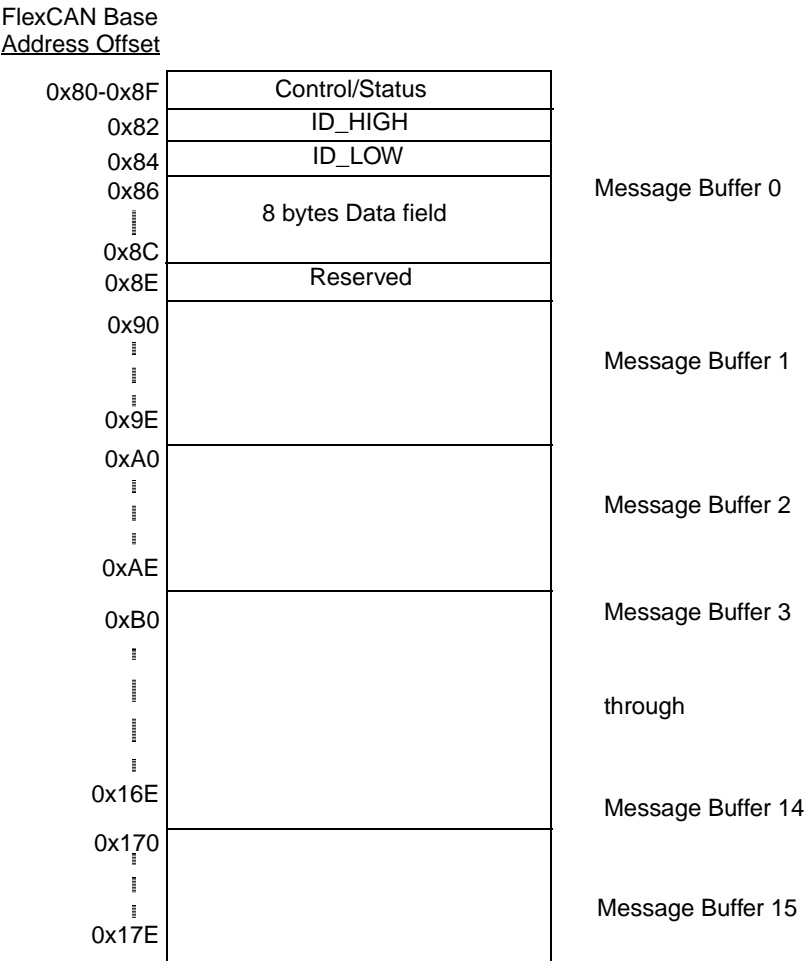 FlexCAN Base
Address Offset
0x80-0x8F Control/Status
0x82 ID_HIGH
0x84 ID_LOW
0x86 Message Buffer 0
8 bytes Data field
0x8C
0x8E Reserved
0x90
Message Buffer 1
0x9E
0xA0
Message Buffer 2
0xAE
0xB0 Message Buffer 3
through
0x16E
Message Buffer 14
0x170
Message Buffer 15
0x17E